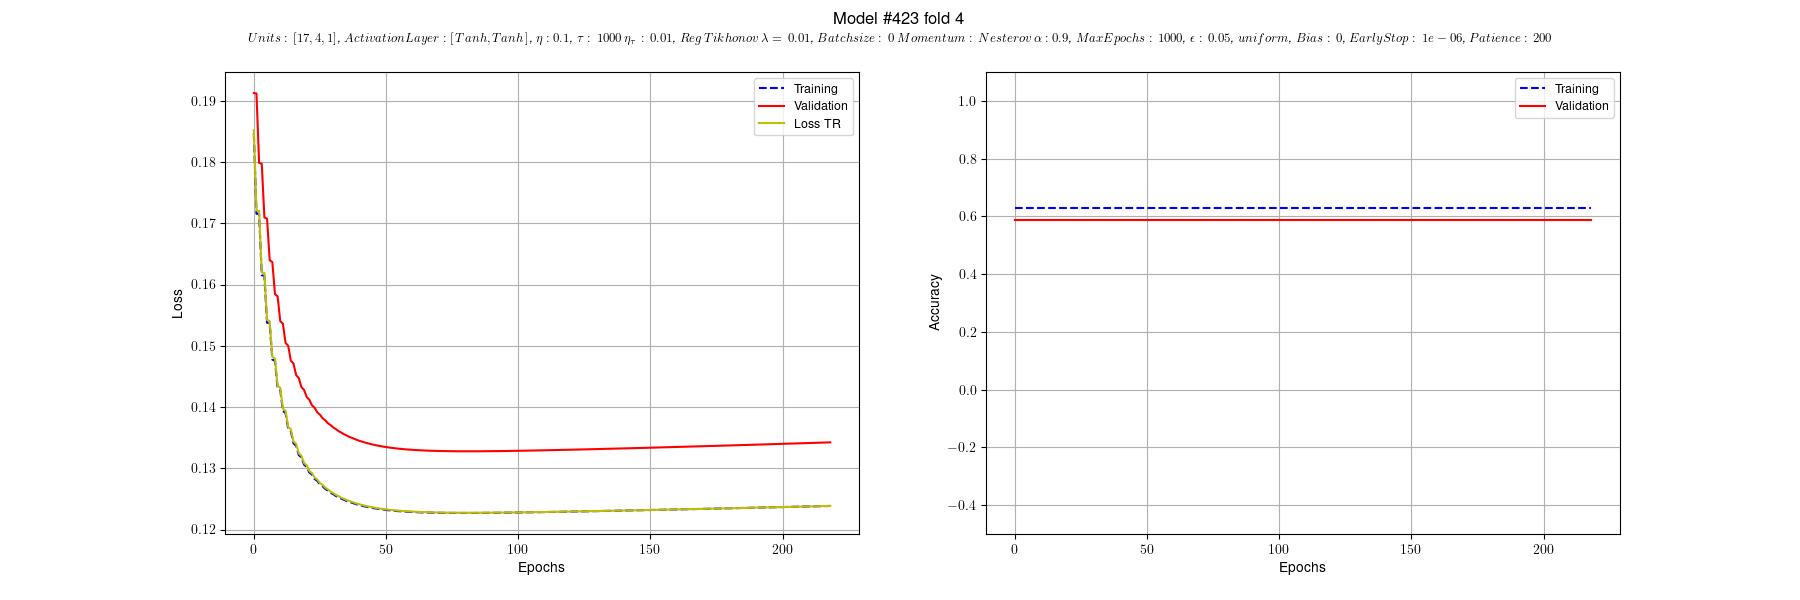 Model #423 fold 4
Units : [17, 4, 1], ActivationLayer : [Tanh, Tanh], η : 0.1, τ : 1000 ητ : 0.01, Reg Tikhonov λ = 0.01, Batchsize : 0 Momentum : Nesterov α : 0.9, MaxEpochs : 1000, ϵ : 0.05, uniform, Bias : 0, EarlyStop : 1e − 06, Patience : 200
Training
Validation
Loss TR
0.19
0.18
0.17
0.16
0.15
0.14
0.13
0.12
Loss
0
50
100
150
200
Epochs
Training
Validation
1.0
0.8
0.6
0.4
0.2
0.0
−0.2
−0.4
Accuracy
0
50
100
150
200
Epochs